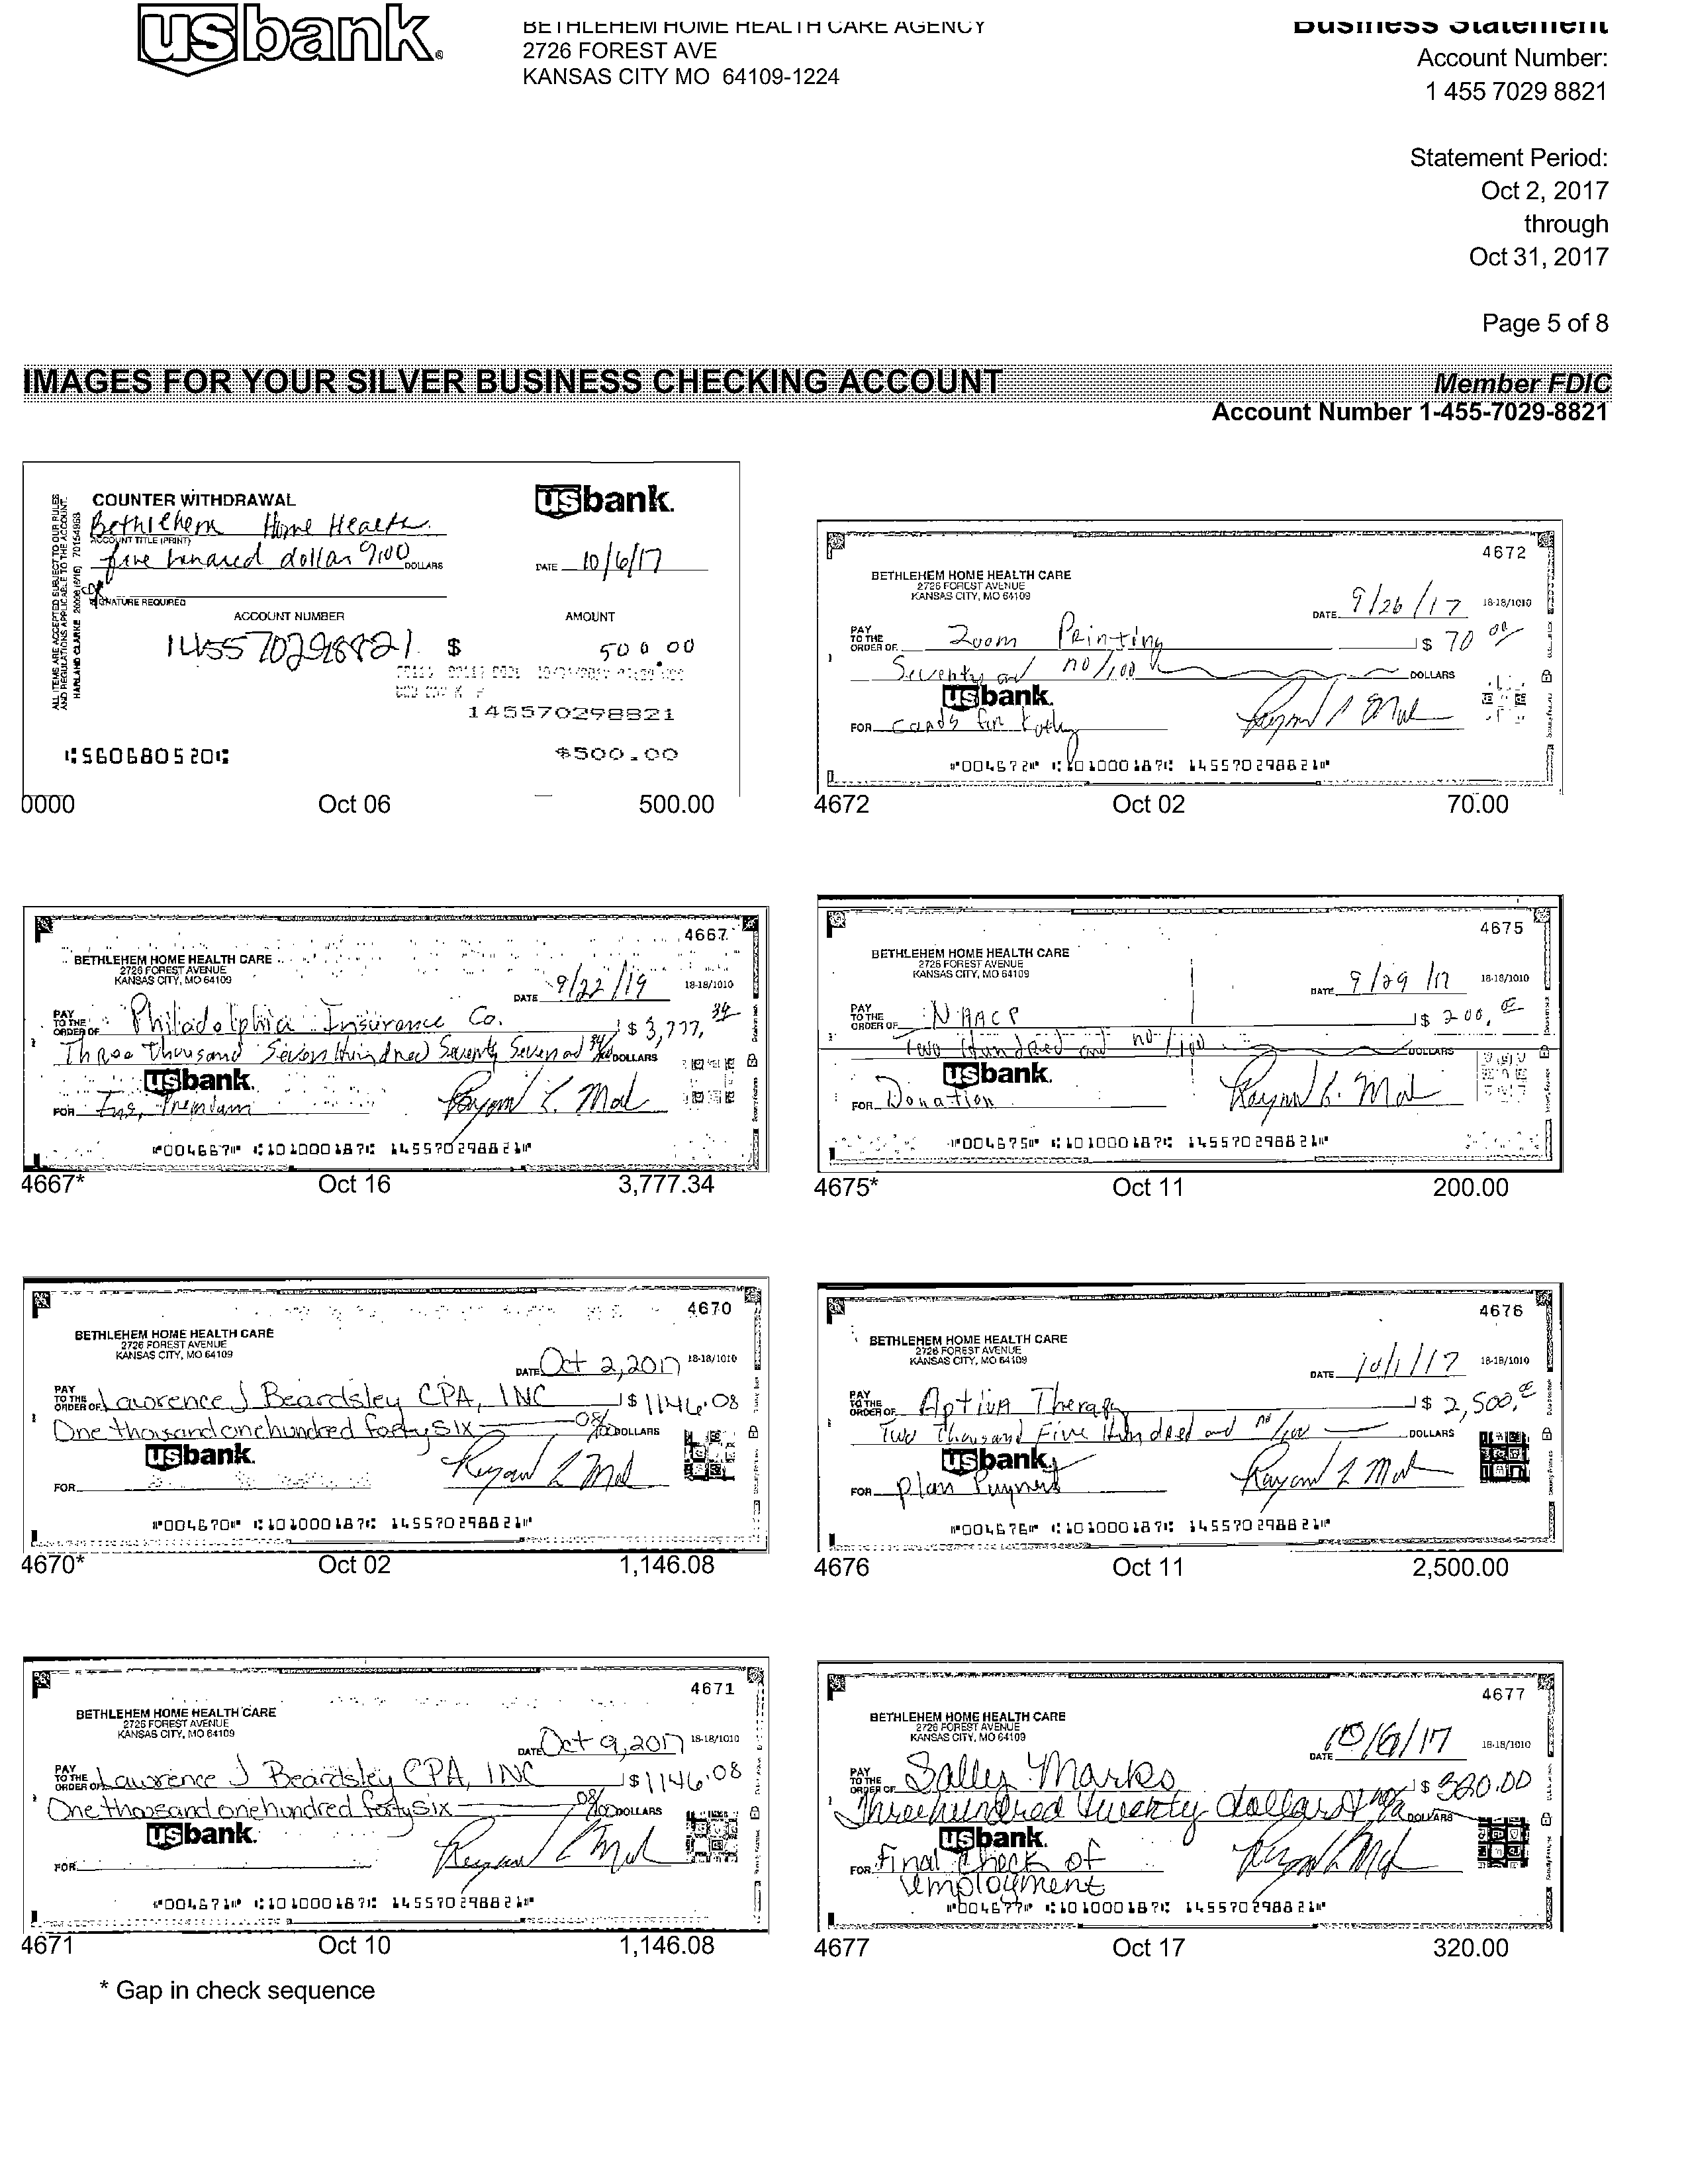 usbank.
BETHLEHEM HOME HEALTH CARE AGENCY
2726 FOREST AVE
KANSAS CITY MO 64109-1224
Business Statement
Account Number:
1 455 7029 8821
Statement Period:
Oct 2, 2017
through
Oct 31, 2017
Page 5 of 8
IMAGES FOR YOUR SILVER BUSINESS CHECKING ACCOUNT
Member FDIC
Account Number 1-455-7029-8821
ALL ITEMS ARE ACCEPTED SUBJECT TO OUR RULES
AND REGULATIONS APPLICABLE TO THE ACCOUNT.
HARLAND CLARKE
COUNTER WITHDRAWAL
usbank.
Bethlehem Home Health
ACCOUNT TITLE (PRINT)
five hundred dollar
DOLLARS
DATE 10/6/17
SIGNATURE REQUIRED
ACCOUNT NUMBER
AMOUNT
145570298821 $ 500.00
145570298821
⑆560680520⑆ $500.00
0000 Oct 06 500.00
4672
BETHLEHEM HOME HEALTH CARE
2726 FOREST AVENUE
KANSAS CITY, MO 64109
DATE 9/26/17 18-18/1010
PAY TO THE ORDER OF Zoom Printing $ 70 00
Seventy and no/100 DOLLARS
usbank.
FOR cards for Kathy
⑈004672⑈ ⑆101000187⑆ 145570298821⑈
4672 Oct 02 70.00
4667
BETHLEHEM HOME HEALTH CARE
2726 FOREST AVENUE
KANSAS CITY, MO 64109
DATE 9/22/19 18-18/1010
PAY TO THE ORDER OF Philadelphia Insurance Co. $ 3,777. 34
Three thousand Seven Hundred Seventy Seven and 34/100 DOLLARS
usbank.
FOR Ins, Premium
⑈004667⑈ ⑆101000187⑆ 145570298821⑈
4667* Oct 16 3,777.34
4675
BETHLEHEM HOME HEALTH CARE
2726 FOREST AVENUE
KANSAS CITY, MO 64109
DATE 9/29/17 18-18/1010
PAY TO THE ORDER OF NAACP $ 200,
Two Hundred and no/100 DOLLARS
usbank.
FOR Donation
⑈004675⑈ ⑆101000187⑆ 145570298821⑈
4675* Oct 11 200.00
4670
BETHLEHEM HOME HEALTH CARE
2726 FOREST AVENUE
KANSAS CITY, MO 64109
DATE Oct 2, 2017 18-18/1010
PAY TO THE ORDER OF Lawrence J Beardsley CPA, INC $ 1146.08
One thousand one hundred forty six 08/100 DOLLARS
usbank.
FOR
⑈004670⑈ ⑆101000187⑆ 145570298821⑈
4670* Oct 02 1,146.08
4676
BETHLEHEM HOME HEALTH CARE
2726 FOREST AVENUE
KANSAS CITY, MO 64109
DATE 10/1/17 18-18/1010
PAY TO THE ORDER OF Aptiva Therapy $ 2,500.
Two Thousand Five Hundred and no/100 DOLLARS
usbank.
FOR Plan Payment
⑈004676⑈ ⑆101000187⑆ 145570298821⑈
4676 Oct 11 2,500.00
4671
BETHLEHEM HOME HEALTH CARE
2726 FOREST AVENUE
KANSAS CITY, MO 64109
DATE Oct 9, 2017 18-18/1010
PAY TO THE ORDER OF Lawrence J Beardsley CPA, INC $ 1146.08
One thousand one hundred forty six 08/100 DOLLARS
usbank.
FOR
⑈004671⑈ ⑆101000187⑆ 145570298821⑈
4671 Oct 10 1,146.08
4677
BETHLEHEM HOME HEALTH CARE
2726 FOREST AVENUE
KANSAS CITY, MO 64109
DATE 18-18/1010
PAY TO THE ORDER OF Sally Marks $ 320.00
Three hundred twenty dollars DOLLARS
usbank.
FOR Final Check of
employment
⑈004677⑈ ⑆101000187⑆ 145570298821⑈
4677 Oct 17 320.00
* Gap in check sequence